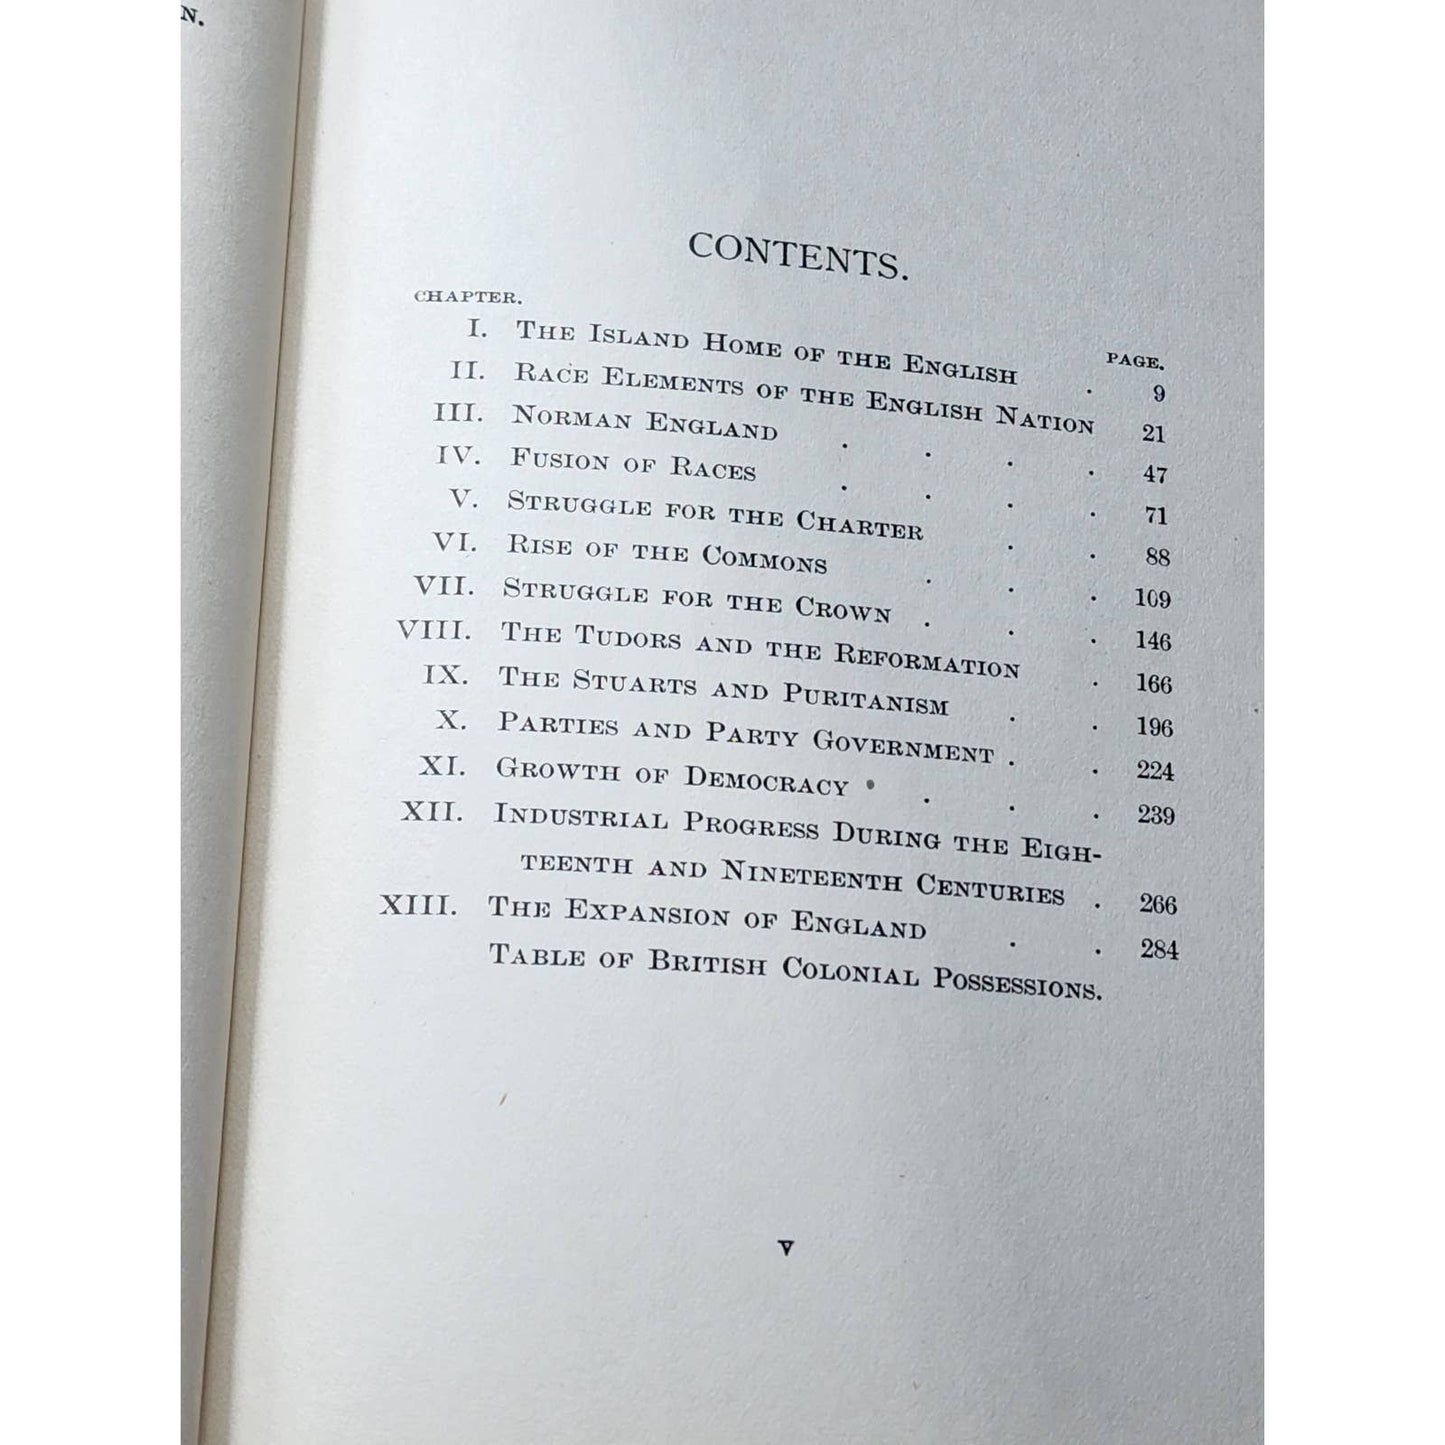 N.
CONTENTS.
CHAPTER. PAGE.
I. THE ISLAND HOME OF THE ENGLISH . 9
II. RACE ELEMENTS OF THE ENGLISH NATION 21
III. NORMAN ENGLAND . . . . 47
IV. FUSION OF RACES . . . . 71
V. STRUGGLE FOR THE CHARTER . . 88
VI. RISE OF THE COMMONS . . . 109
VII. STRUGGLE FOR THE CROWN . . . 146
VIII. THE TUDORS AND THE REFORMATION . 166
IX. THE STUARTS AND PURITANISM . . 196
X. PARTIES AND PARTY GOVERNMENT . . 224
XI. GROWTH OF DEMOCRACY . . . 239
XII. INDUSTRIAL PROGRESS DURING THE EIGH-
TEENTH AND NINETEENTH CENTURIES . 266
XIII. THE EXPANSION OF ENGLAND . . 284
TABLE OF BRITISH COLONIAL POSSESSIONS.
v